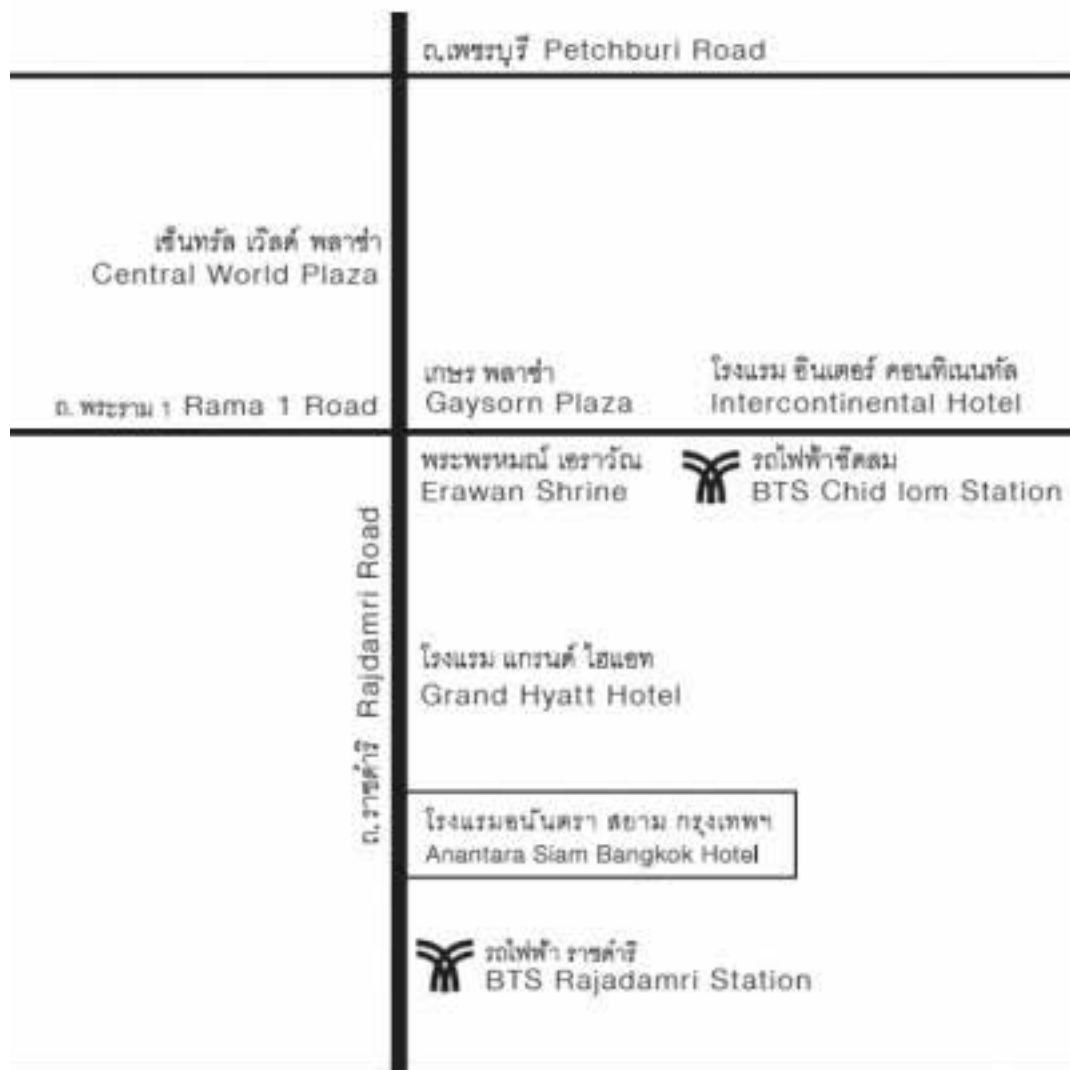 ถ.เพชรบุรี Petchburi Road
เซ็นทรัล เวิลด์ พลาซ่า
Central World Plaza
เกษร พลาซ่า
Gaysorn Plaza
โรงแรม อินเตอร์ คอนทิเนนทัล
Intercontinental Hotel
ถ. พระราม 1 Rama 1 Road
พระพรหมณ์ เอราวัณ
Erawan Shrine
รถไฟฟ้าชิดลม
BTS Chid lom Station
ถ.ราชดำริ Rajdamri Road
โรงแรม แกรนด์ ไฮแอท
Grand Hyatt Hotel
โรงแรมอนันตรา สยาม กรุงเทพฯ
Anantara Siam Bangkok Hotel
รถไฟฟ้า ราชดำริ
BTS Rajadamri Station